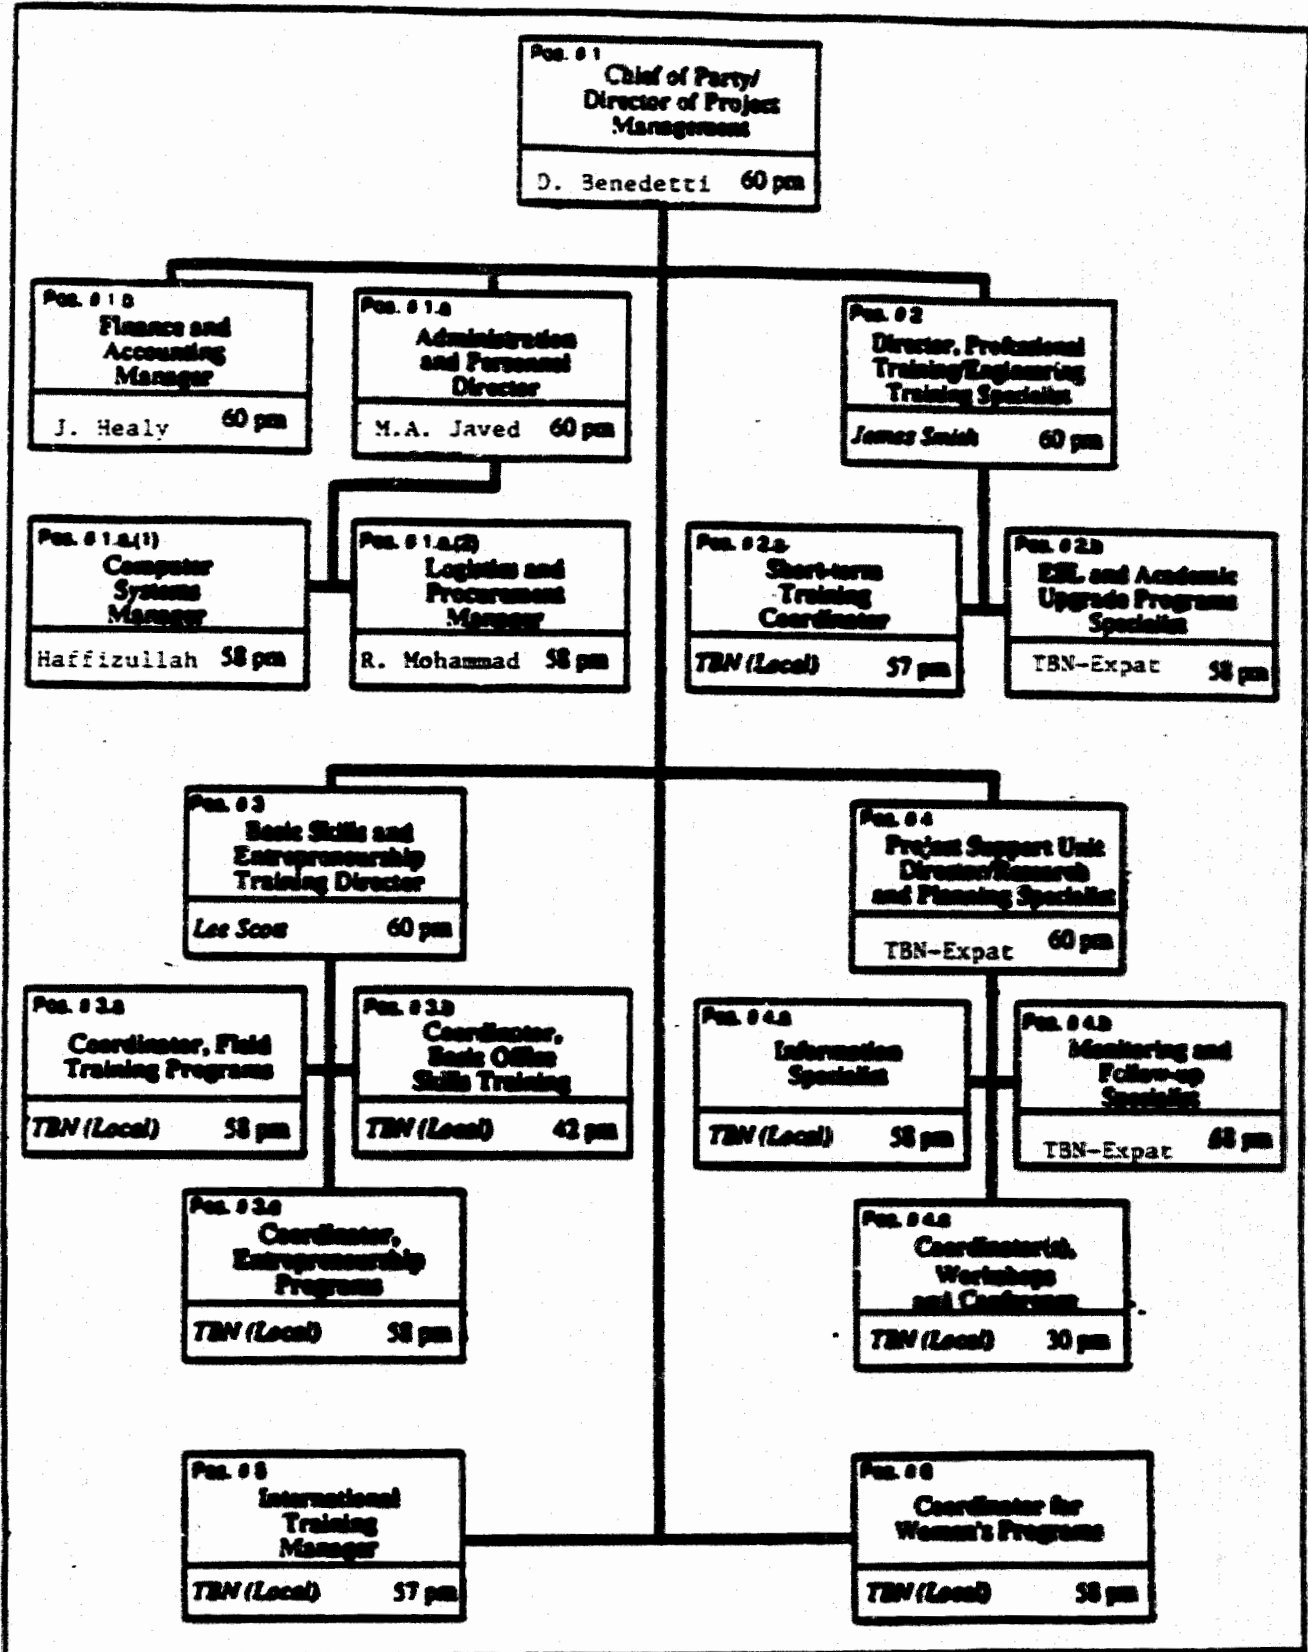 Pos. # 1
Chief of Party/
Director of Project
Management
D. Benedetti 60 pm
Pos. # 1 b
Finance and
Accounting
Manager
J. Healy 60 pm
Pos. # 1.a
Administration
and Personnel
Director
M.A. Javed 60 pm
Pos. # 2
Director, Professional
Training/Engineering
Training Specialist
James Smith 60 pm
Pos. # 1.a.(1)
Computer
Systems
Manager
Haffizullah 58 pm
Pos. # 1.a.(2)
Logistics and
Procurement
Manager
R. Mohammad 58 pm
Pos. # 2.a
Short-term
Training
Coordinator
TBN (Local) 57 pm
Pos. # 2.b
ESL and Academic
Upgrade Programs
Specialist
TBN-Expat 58 pm
Pos. # 3
Basic Skills and
Entrepreneurship
Training Director
Lee Scott 60 pm
Pos. # 4
Project Support Unit
Director/Research
and Planning Specialist
TBN-Expat 60 pm
Pos. # 3.a
Coordinator, Field
Training Programs
TBN (Local) 58 pm
Pos. # 3.b
Coordinator,
Basic Office
Skills Training
TBN (Local) 42 pm
Pos. # 4.a
Information
Specialist
TBN (Local) 58 pm
Pos. # 4.b
Monitoring and
Follow-up
Specialist
TBN-Expat pm
Pos. # 3.c
Coordinator,
Entrepreneurship
Programs
TBN (Local) 58 pm
Pos. # 4.c
Coordinator(s),
Workshops
and Conference
TBN (Local) 30 pm
Pos. # 5
International
Training
Manager
TBN (Local) 57 pm
Pos. # 6
Coordinator for
Women's Programs
TBN (Local) 58 pm